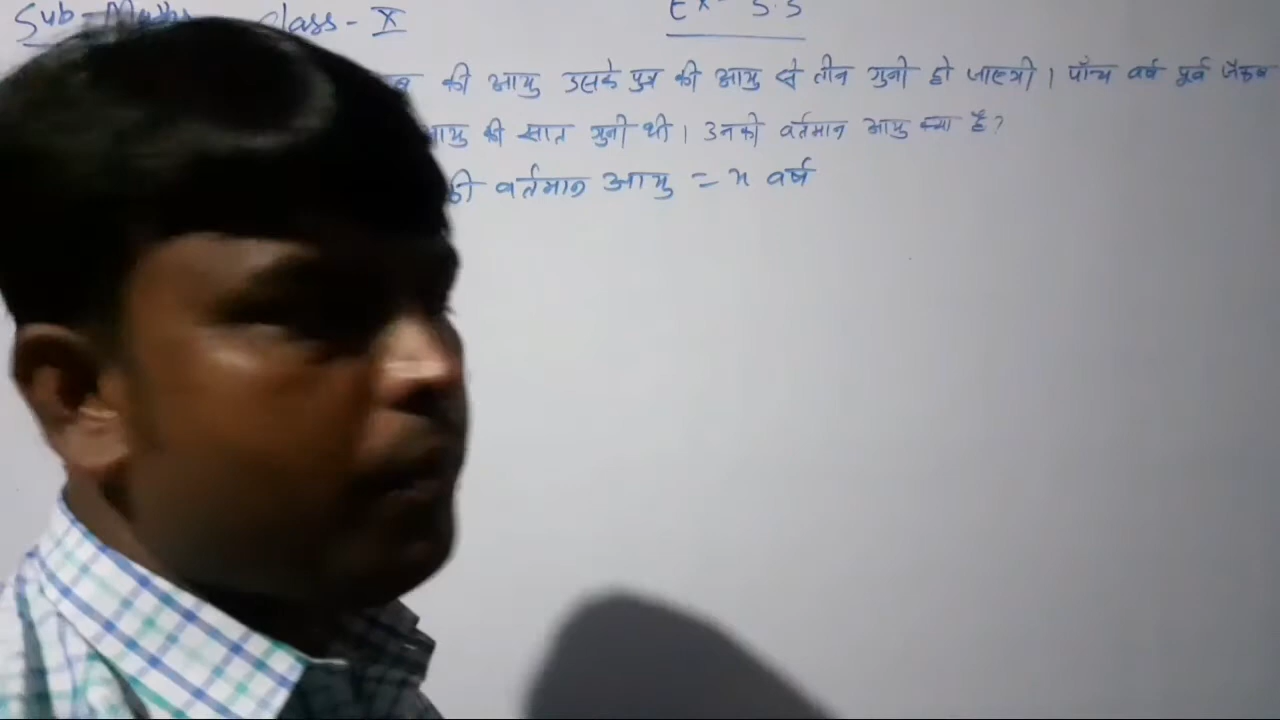 Sub - Maths Class - X Ex - 3.3
की आयु उसके पुत्र की आयु से तीन गुनी हो जाएगी। पाँच वर्ष पूर्व जैकब
आयु की सात गुनी थी। उनकी वर्तमान आयु क्या है?
की वर्तमान आयु = x वर्ष